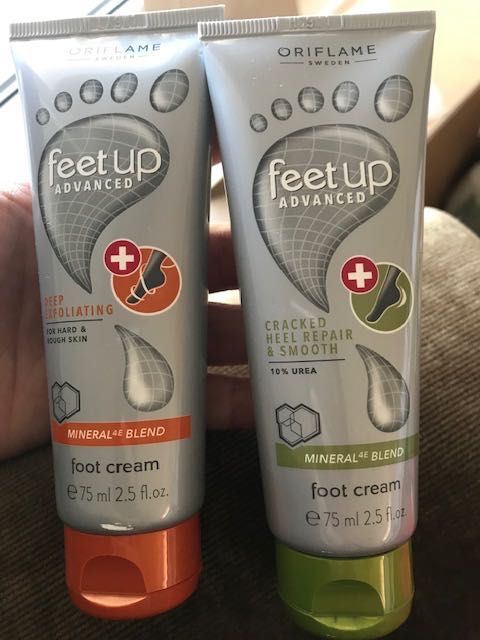 ORIFLAME
SWEDEN
feet up
ADVANCED
DEEP
EXFOLIATING
FOR HARD &
ROUGH SKIN
MINERAL4E BLEND
foot cream
e 75 ml 2.5 fl.oz.
ORIFLAME
SWEDEN
feet up
ADVANCED
CRACKED
HEEL REPAIR
& SMOOTH
10% UREA
MINERAL4E BLEND
foot cream
e 75 ml 2.5 fl.oz.